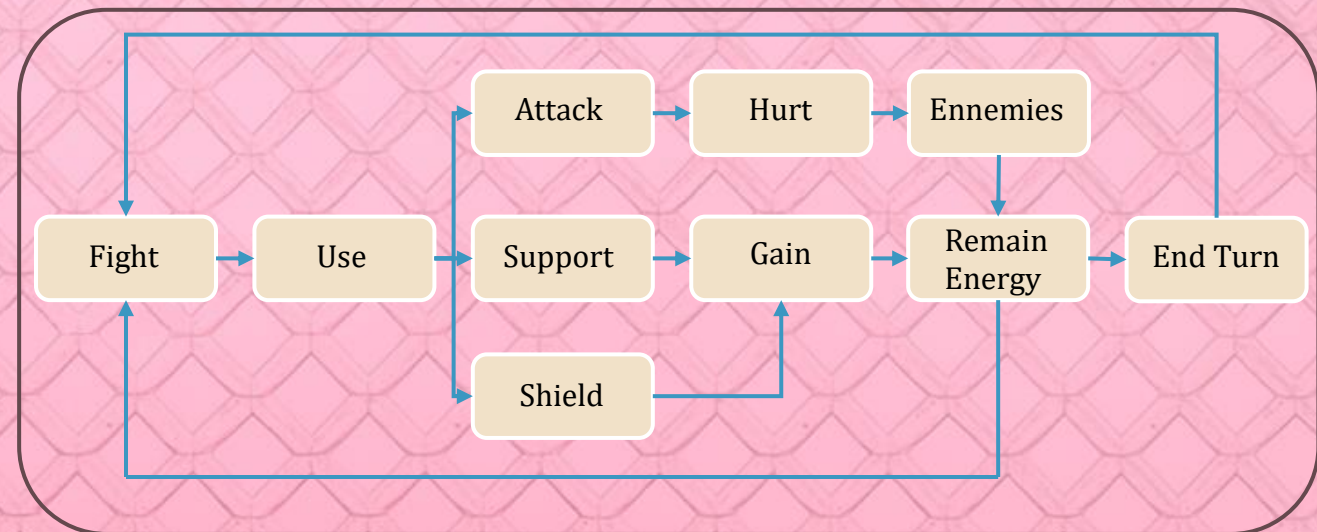 Attack
Hurt
Ennemies
Fight
Use
Support
Gain
Remain
Energy
End Turn
Shield